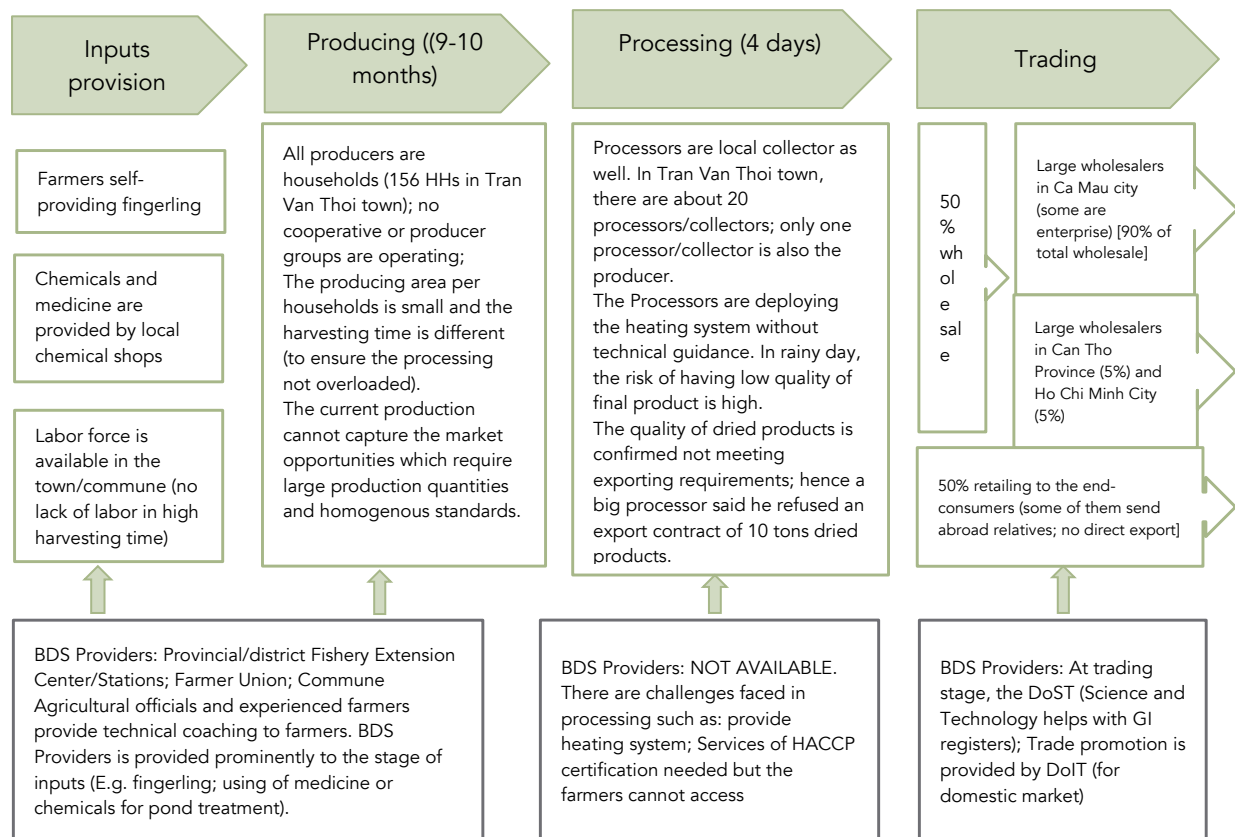 Inputs
provision
Producing ((9-10
months)
Processing (4 days)
Trading
Farmers self-
providing fingerling
Chemicals and
medicine are
provided by local
chemical shops
Labor force is
available in the
town/commune (no
lack of labor in high
harvesting time)
All producers are
households (156 HHs in Tran
Van Thoi town); no
cooperative or producer
groups are operating;
The producing area per
households is small and the
harvesting time is different
(to ensure the processing
not overloaded).
The current production
cannot capture the market
opportunities which require
large production quantities
and homogenous standards.
Processors are local collector as
well. In Tran Van Thoi town,
there are about 20
processors/collectors; only one
processor/collector is also the
producer.
The Processors are deploying
the heating system without
technical guidance. In rainy day,
the risk of having low quality of
final product is high.
The quality of dried products is
confirmed not meeting
exporting requirements; hence a
big processor said he refused an
export contract of 10 tons dried
products.
50
% wh
ol
e
sal
e
Large wholesalers
in Ca Mau city
(some are
enterprise) [90% of
total wholesale]
Large wholesalers
in Can Tho
Province (5%) and
Ho Chi Minh City
(5%)
50% retailing to the end-
consumers (some of them send
abroad relatives; no direct export]
BDS Providers: Provincial/district Fishery Extension
Center/Stations; Farmer Union; Commune
Agricultural officials and experienced farmers
provide technical coaching to farmers. BDS
Providers is provided prominently to the stage of
inputs (E.g. fingerling; using of medicine or
chemicals for pond treatment).
BDS Providers: NOT AVAILABLE.
There are challenges faced in
processing such as: provide
heating system; Services of HACCP
certification needed but the
farmers cannot access
BDS Providers: At trading
stage, the DoST (Science and
Technology helps with GI
registers); Trade promotion is
provided by DoIT (for
domestic market)